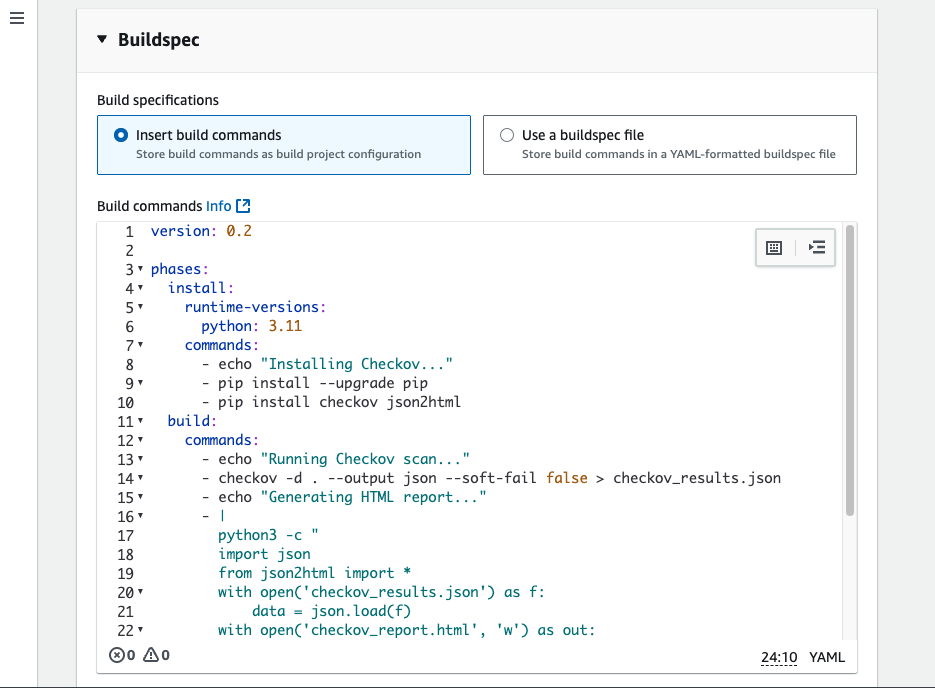 Buildspec
Build specifications
Insert build commands
Store build commands as build project configuration
Use a buildspec file
Store build commands in a YAML-formatted buildspec file
Build commands Info
1 version: 0.2
2
3 phases:
4   install:
5     runtime-versions:
6       python: 3.11
7     commands:
8       - echo "Installing Checkov..."
9       - pip install --upgrade pip
10       - pip install checkov json2html
11   build:
12     commands:
13       - echo "Running Checkov scan..."
14       - checkov -d . --output json --soft-fail false > checkov_results.json
15       - echo "Generating HTML report..."
16       - |
17         python3 -c "
18         import json
19         from json2html import *
20         with open('checkov_results.json') as f:
21             data = json.load(f)
22         with open('checkov_report.html', 'w') as out:
0 0
24:10 YAML